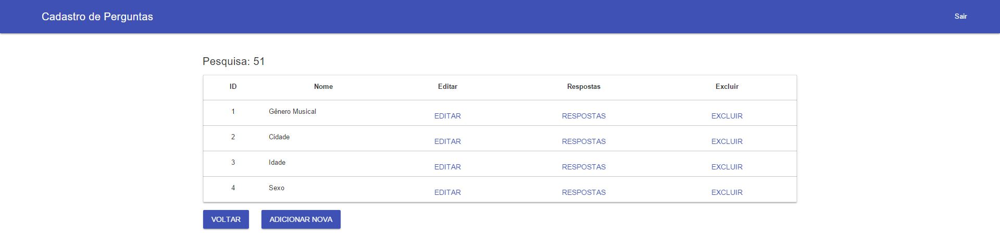 Cadastro de Perguntas Sair
Pesquisa: 51
ID Nome Editar Respostas Excluir
1 Gênero Musical EDITAR RESPOSTAS EXCLUIR
2 Cidade EDITAR RESPOSTAS EXCLUIR
3 Idade EDITAR RESPOSTAS EXCLUIR
4 Sexo EDITAR RESPOSTAS EXCLUIR
VOLTAR ADICIONAR NOVA